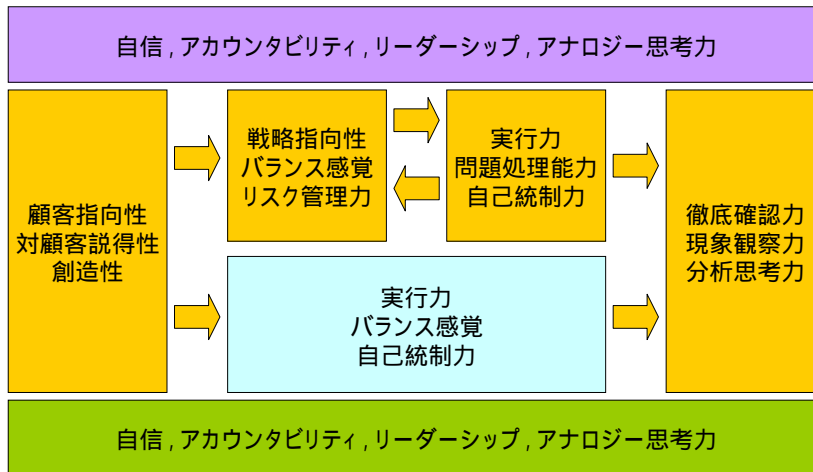 自信,アカウンタビリティ,リーダーシップ,アナロジー思考力
顧客指向性
対顧客説得性
創造性
戦略指向性
バランス感覚
リスク管理力
実行力
問題処理能力
自己統制力
実行力
バランス感覚
自己統制力
徹底確認力
現象観察力
分析思考力
自信,アカウンタビリティ,リーダーシップ,アナロジー思考力